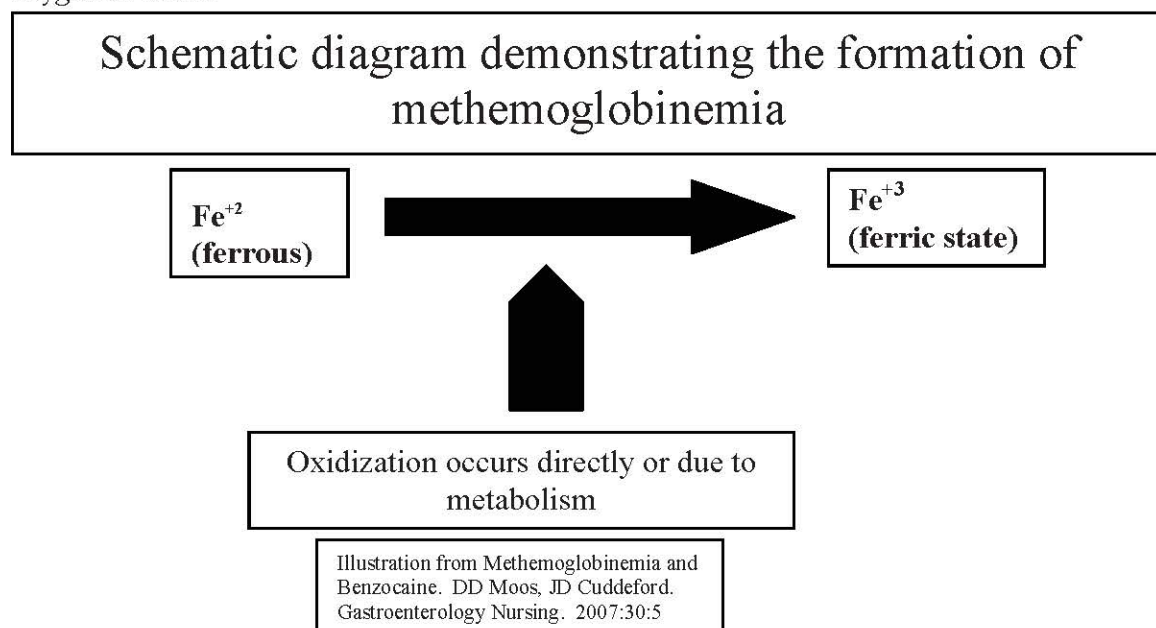 Schematic diagram demonstrating the formation of
methemoglobinemia
Fe+2
(ferrous)
Fe+3
(ferric state)
Oxidization occurs directly or due to
metabolism
Illustration from Methemoglobinemia and
Benzocaine. DD Moos, JD Cuddeford.
Gastroenterology Nursing. 2007:30:5